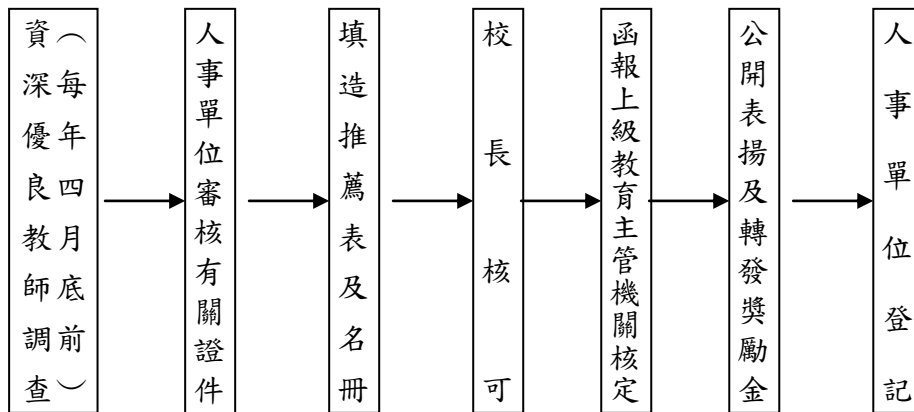 資深優良教師調查
（每年四月底前）
人事單位審核有關證件
填造推薦表及名冊
校長核可
函報上級教育主管機關核定
公開表揚及轉發獎勵金
人事單位登記